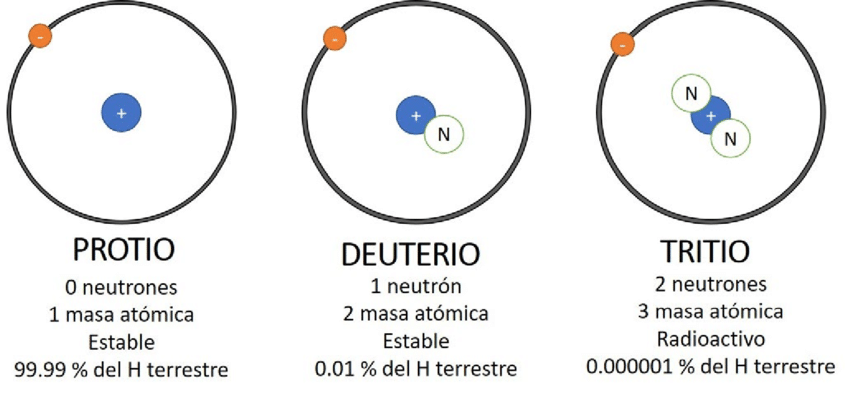 -
+
PROTIO
0 neutrones
1 masa atómica
Estable
99.99 % del H terrestre
-
+
N
DEUTERIO
1 neutrón
2 masa atómica
Estable
0.01 % del H terrestre
-
N
+
N
TRITIO
2 neutrones
3 masa atómica
Radioactivo
0.000001 % del H terrestre